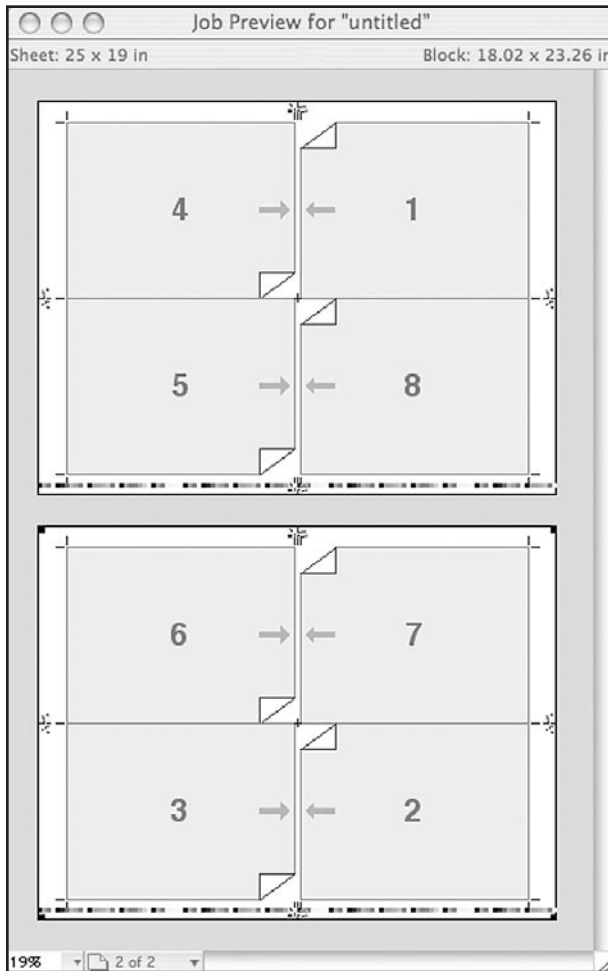 Job Preview for "untitled"
Sheet: 25 x 19 in
Block: 18.02 x 23.26 in
4 1
5 8
6 7
3 2
19% 2 of 2